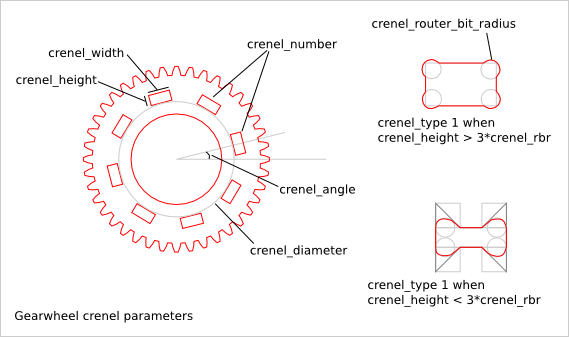 crenel_router_bit_radius
crenel_number
crenel_width
crenel_height
crenel_type 1 when
crenel_height > 3*crenel_rbr
crenel_angle
crenel_diameter
crenel_type 1 when
crenel_height < 3*crenel_rbr
Gearwheel crenel parameters